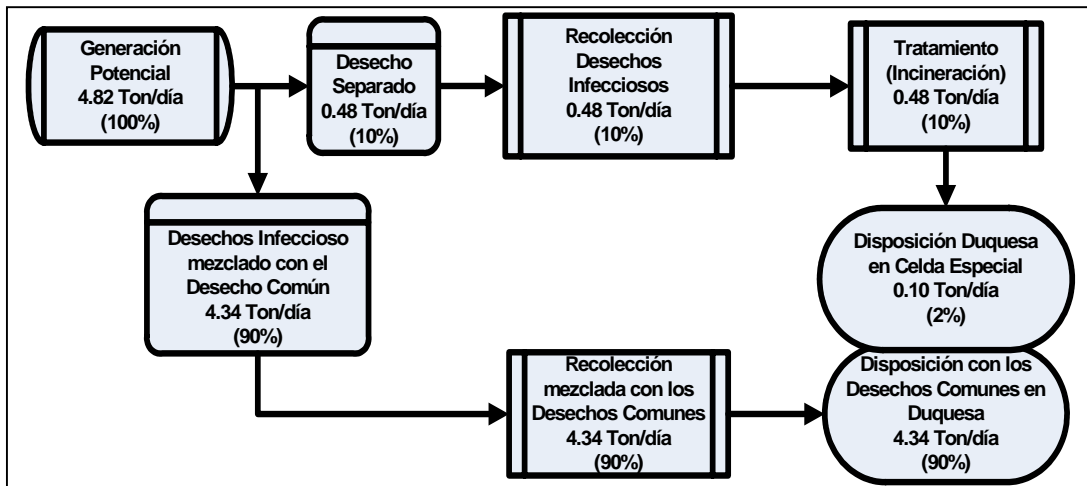 Generación
Potencial
4.82 Ton/día
(100%)
Desecho
Separado
0.48 Ton/día
(10%)
Recolección
Desechos
Infecciosos
0.48 Ton/día
(10%)
Tratamiento
(Incineración)
0.48 Ton/día
(10%)
Desechos Infeccioso
mezclado con el
Desecho Común
4.34 Ton/día
(90%)
Disposición Duquesa
en Celda Especial
0.10 Ton/día
(2%)
Recolección
mezclada con los
Desechos Comunes
4.34 Ton/día
(90%)
Disposición con los
Desechos Comunes en
Duquesa
4.34 Ton/día
(90%)